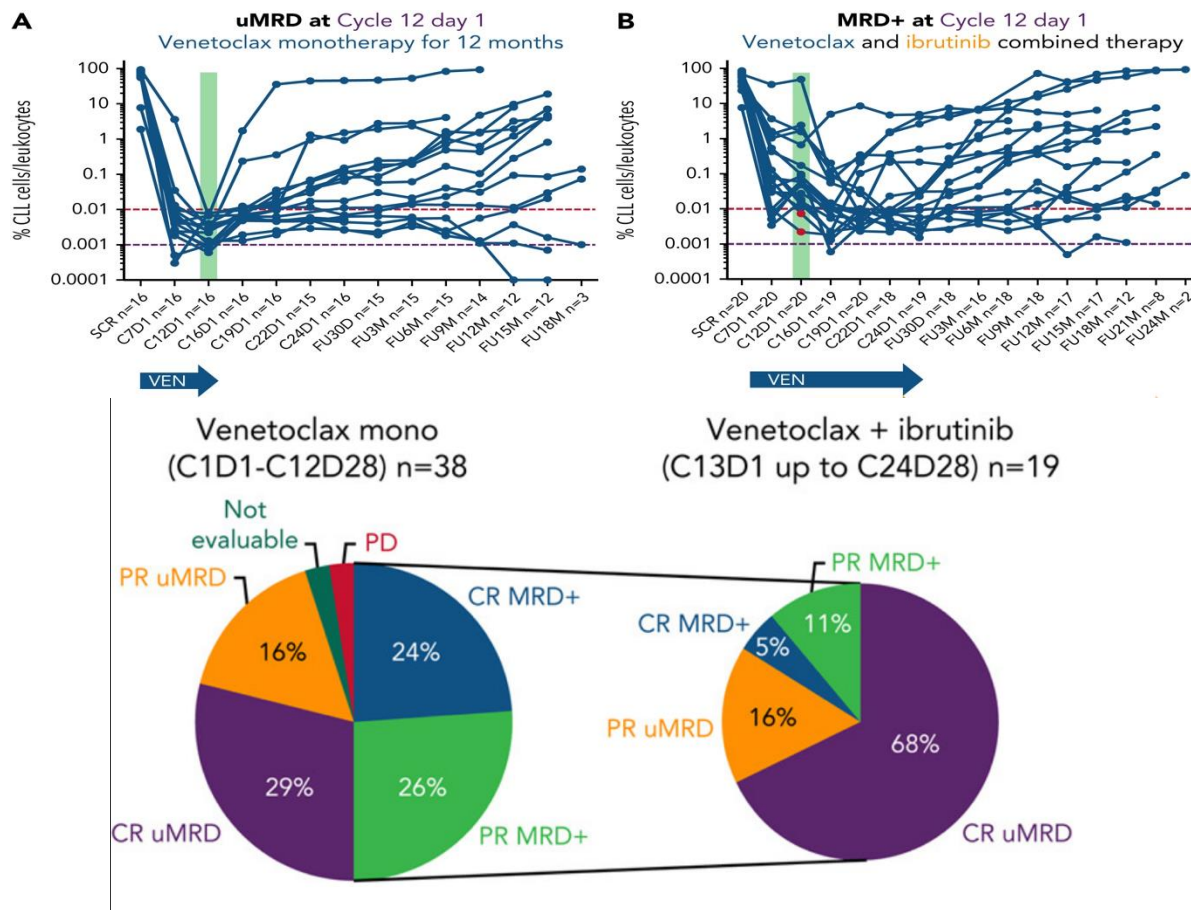 A
uMRD at Cycle 12 day 1
Venetoclax monotherapy for 12 months
% CLL cells/leukocytes
100
10
1
0.1
0.01
0.001
0.0001
SCR n=16
C7D1 n=16
C12D1 n=16
C16D1 n=16
C19D1 n=16
C22D1 n=15
C24D1 n=16
FU30D n=15
FU3M n=15
FU6M n=15
FU9M n=14
FU12M n=12
FU15M n=12
FU18M n=3
VEN
B
MRD+ at Cycle 12 day 1
Venetoclax and ibrutinib combined therapy
% CLL cells/leukocytes
100
10
1
0.1
0.01
0.001
0.0001
SCR n=20
C7D1 n=20
C12D1 n=20
C16D1 n=19
C19D1 n=20
C22D1 n=18
C24D1 n=19
FU30D n=18
FU3M n=16
FU6M n=18
FU9M n=18
FU12M n=17
FU15M n=17
FU18M n=12
FU21M n=8
FU24M n=2
VEN
Venetoclax mono
(C1D1-C12D28) n=38
Not
evaluable
PD
PR uMRD
CR MRD+
16%
24%
29%
26%
CR uMRD
PR MRD+
Venetoclax + ibrutinib
(C13D1 up to C24D28) n=19
PR MRD+
CR MRD+
11%
5%
PR uMRD
16%
68%
CR uMRD